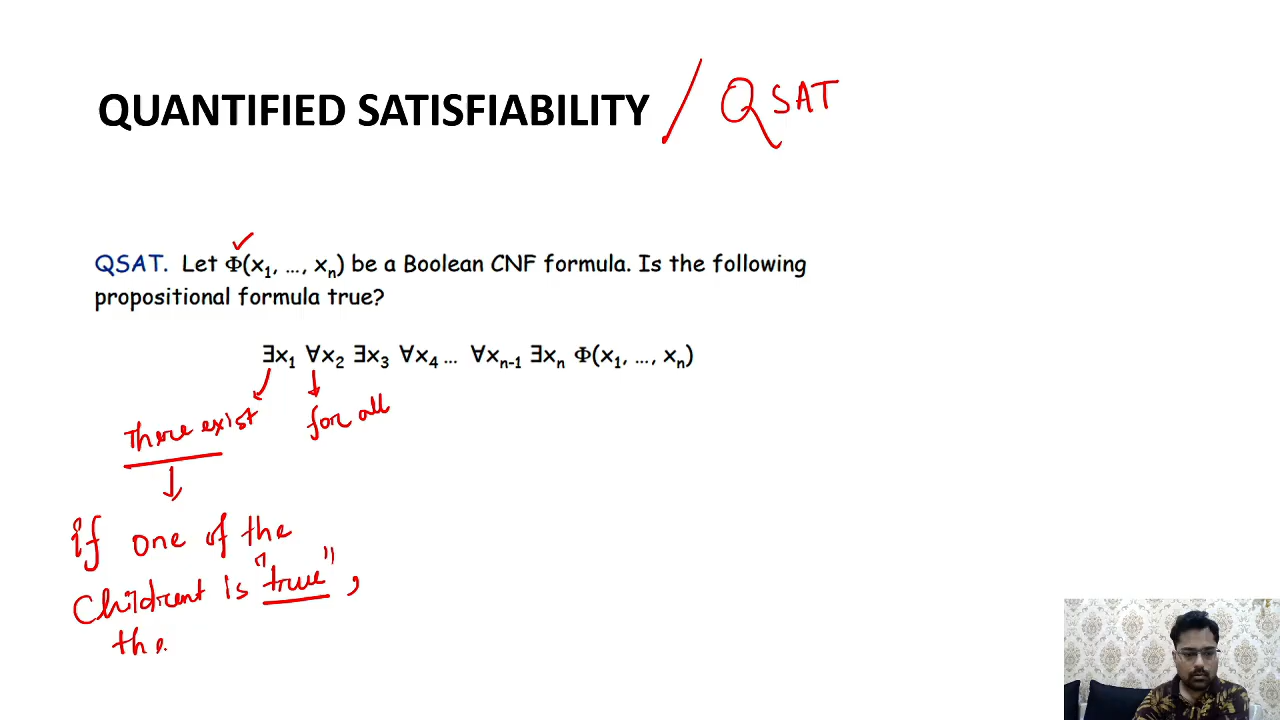 QUANTIFIED SATISFIABILITY / QSAT
QSAT. Let Φ(x₁, ..., xₙ) be a Boolean CNF formula. Is the following
propositional formula true?
∃x₁ ∀x₂ ∃x₃ ∀x₄ ... ∀xₙ₋₁ ∃xₙ Φ(x₁, ..., xₙ)
There exist for all
if one of the
Childrent is "true",
the